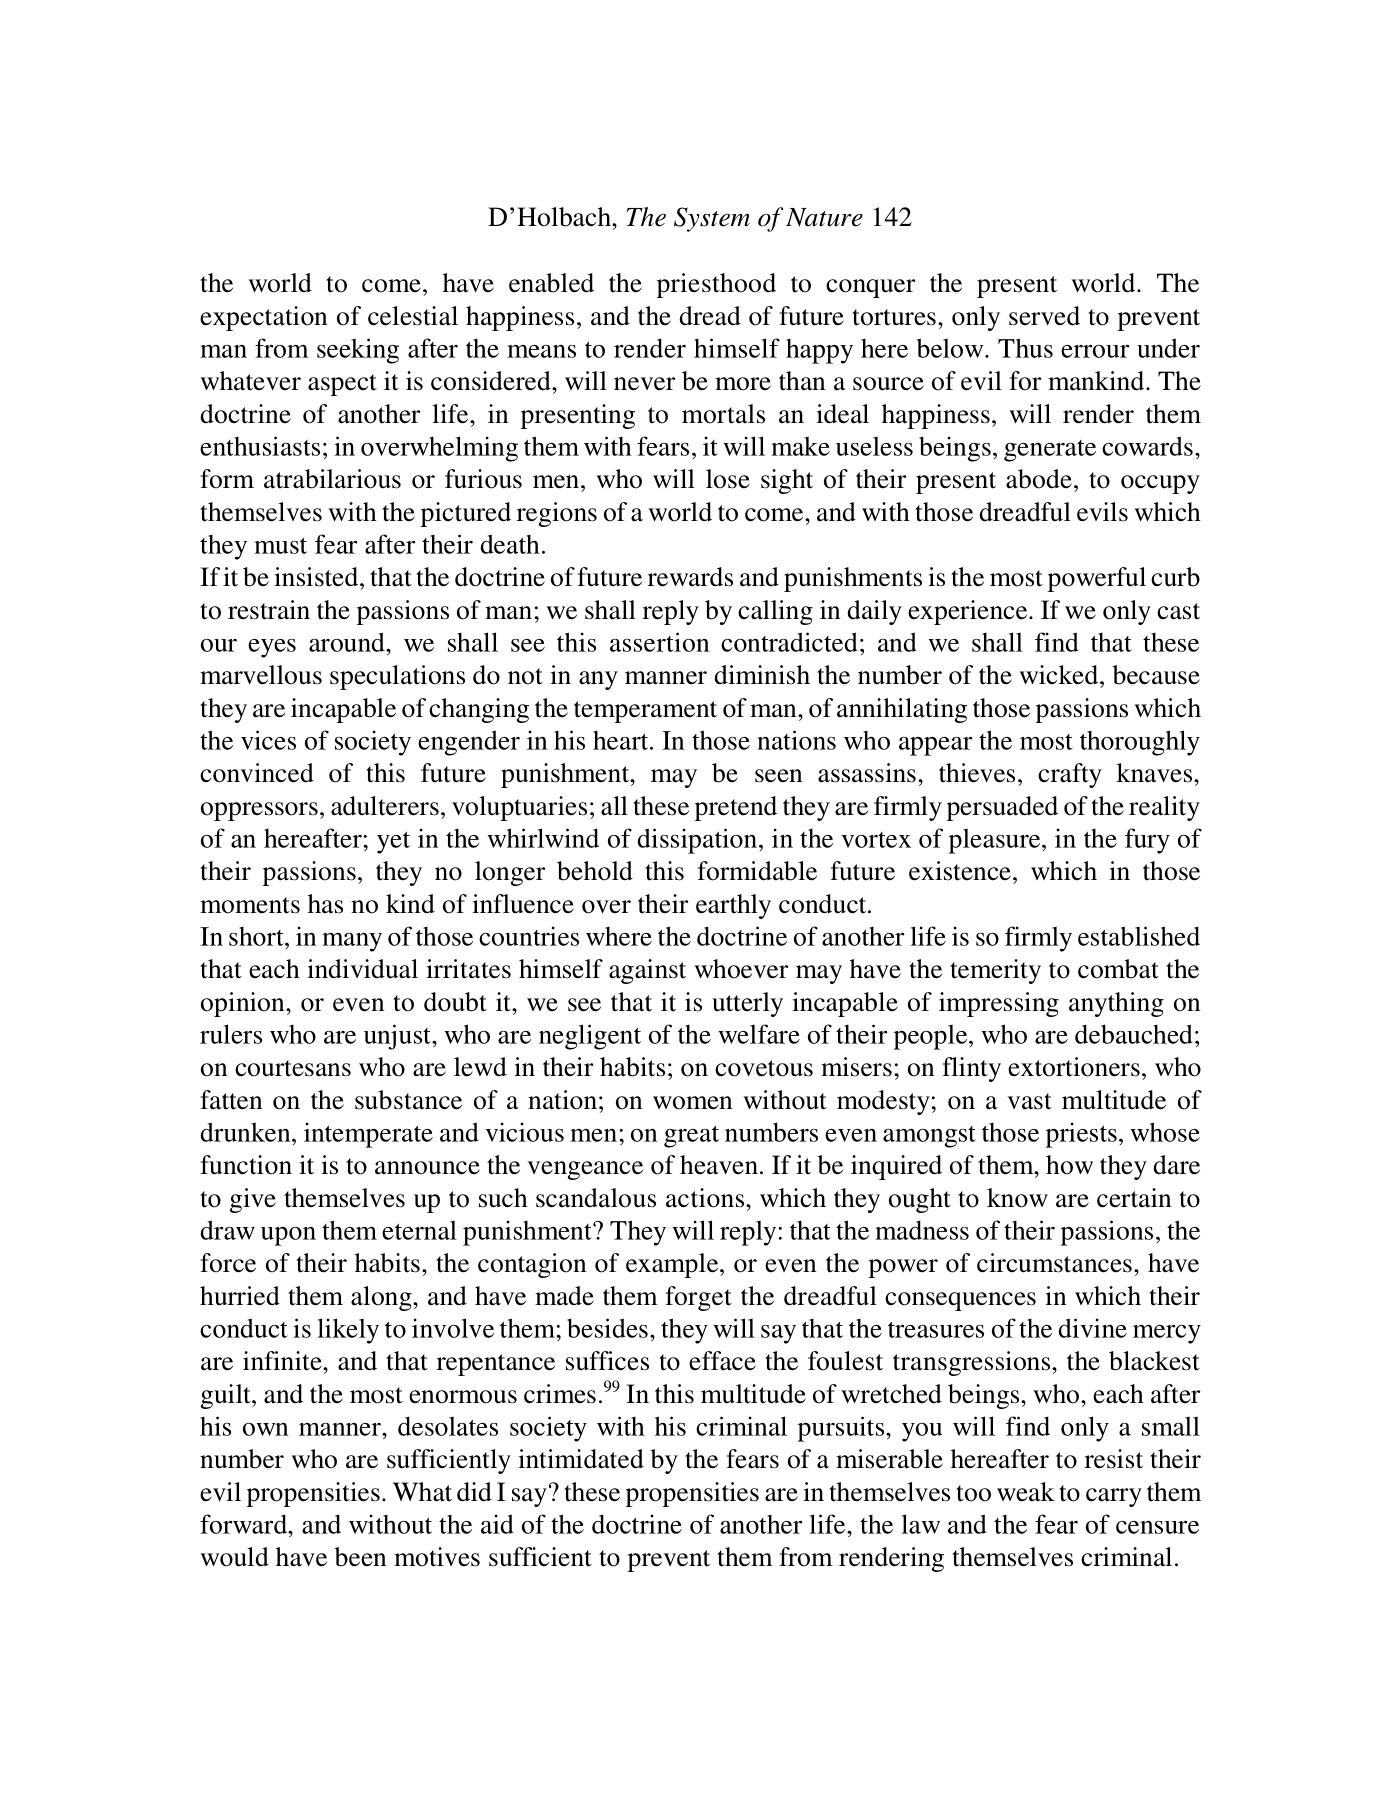 D’Holbach, The System of Nature 142
the world to come, have enabled the priesthood to conquer the present world. The
expectation of celestial happiness, and the dread of future tortures, only served to prevent
man from seeking after the means to render himself happy here below. Thus errour under
whatever aspect it is considered, will never be more than a source of evil for mankind. The
doctrine of another life, in presenting to mortals an ideal happiness, will render them
enthusiasts; in overwhelming them with fears, it will make useless beings, generate cowards,
form atrabilarious or furious men, who will lose sight of their present abode, to occupy
themselves with the pictured regions of a world to come, and with those dreadful evils which
they must fear after their death.
If it be insisted, that the doctrine of future rewards and punishments is the most powerful curb
to restrain the passions of man; we shall reply by calling in daily experience. If we only cast
our eyes around, we shall see this assertion contradicted; and we shall find that these
marvellous speculations do not in any manner diminish the number of the wicked, because
they are incapable of changing the temperament of man, of annihilating those passions which
the vices of society engender in his heart. In those nations who appear the most thoroughly
convinced of this future punishment, may be seen assassins, thieves, crafty knaves,
oppressors, adulterers, voluptuaries; all these pretend they are firmly persuaded of the reality
of an hereafter; yet in the whirlwind of dissipation, in the vortex of pleasure, in the fury of
their passions, they no longer behold this formidable future existence, which in those
moments has no kind of influence over their earthly conduct.
In short, in many of those countries where the doctrine of another life is so firmly established
that each individual irritates himself against whoever may have the temerity to combat the
opinion, or even to doubt it, we see that it is utterly incapable of impressing anything on
rulers who are unjust, who are negligent of the welfare of their people, who are debauched;
on courtesans who are lewd in their habits; on covetous misers; on flinty extortioners, who
fatten on the substance of a nation; on women without modesty; on a vast multitude of
drunken, intemperate and vicious men; on great numbers even amongst those priests, whose
function it is to announce the vengeance of heaven. If it be inquired of them, how they dare
to give themselves up to such scandalous actions, which they ought to know are certain to
draw upon them eternal punishment? They will reply: that the madness of their passions, the
force of their habits, the contagion of example, or even the power of circumstances, have
hurried them along, and have made them forget the dreadful consequences in which their
conduct is likely to involve them; besides, they will say that the treasures of the divine mercy
are infinite, and that repentance suffices to efface the foulest transgressions, the blackest
guilt, and the most enormous crimes.99 In this multitude of wretched beings, who, each after
his own manner, desolates society with his criminal pursuits, you will find only a small
number who are sufficiently intimidated by the fears of a miserable hereafter to resist their
evil propensities. What did I say? these propensities are in themselves too weak to carry them
forward, and without the aid of the doctrine of another life, the law and the fear of censure
would have been motives sufficient to prevent them from rendering themselves criminal.